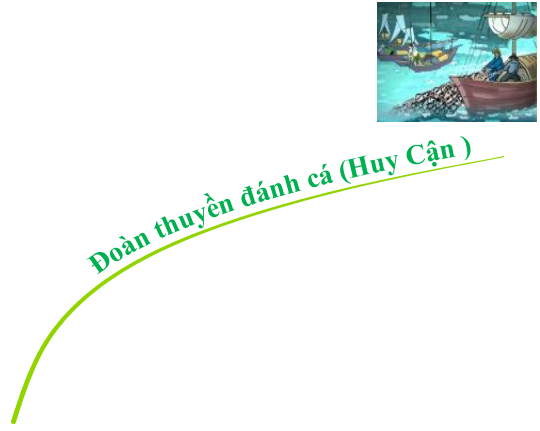 Đoàn thuyền đánh cá (Huy Cận )